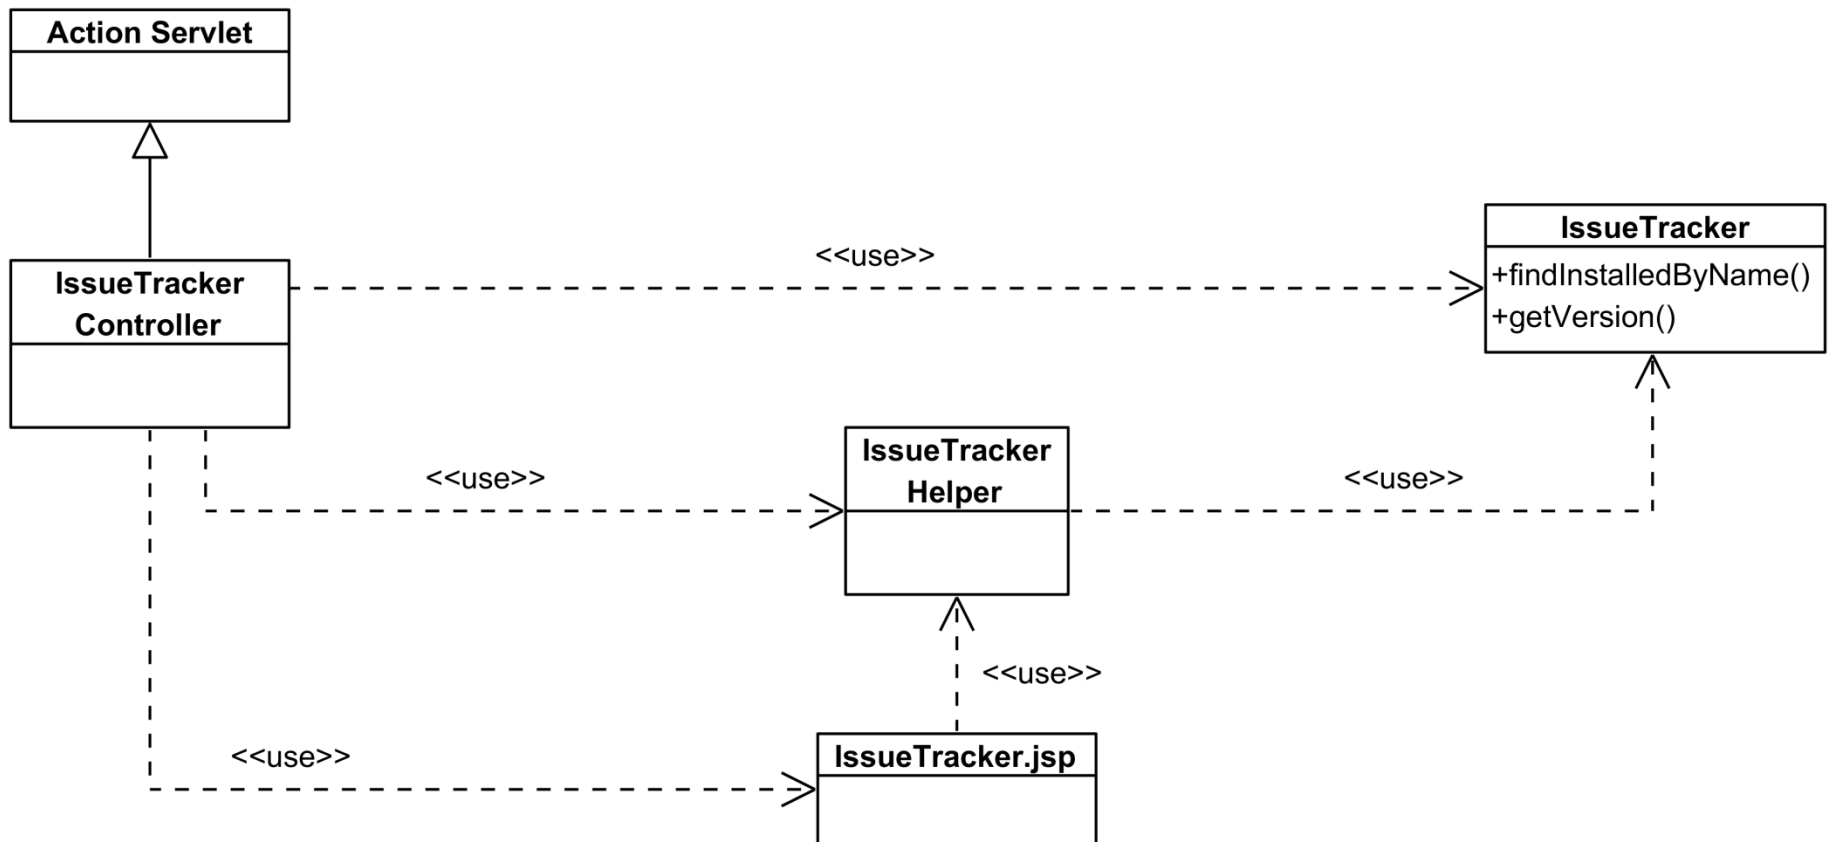 Action Servlet
<<use>>
IssueTracker
Controller
IssueTracker
+findInstalledByName()
+getVersion()
<<use>>
IssueTracker
Helper
<<use>>
<<use>>
<<use>>
IssueTracker.jsp